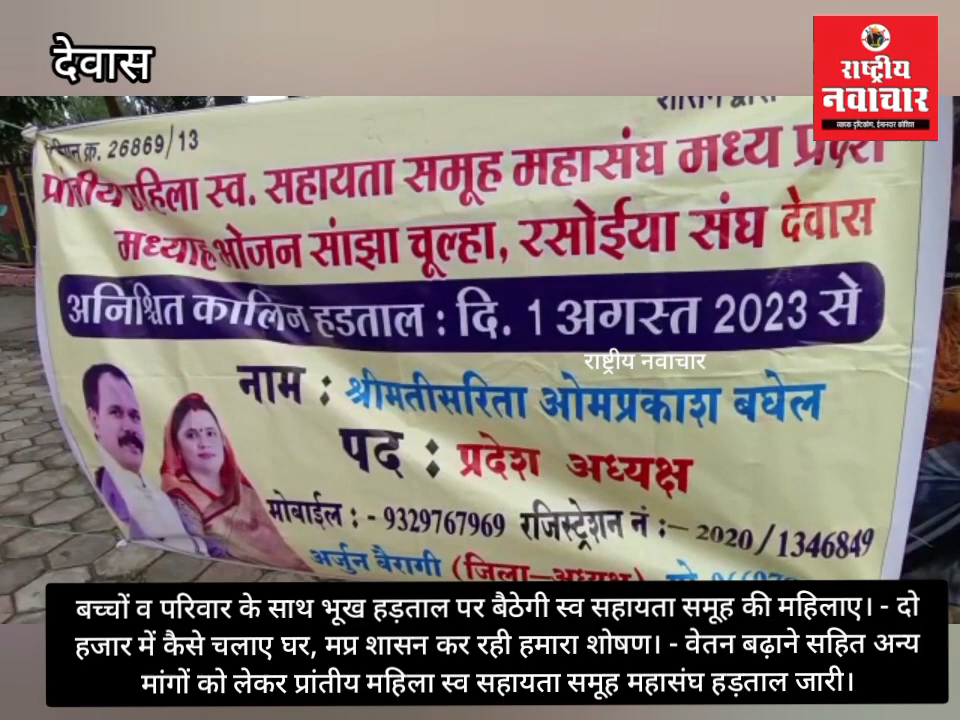 देवास
राष्ट्रीय
नवाचार
क्र. 26869/13
प्रांतीय महिला स्व. सहायता समूह महासंघ मध्य प्रदेश
मध्याह्न भोजन सांझा चूल्हा, रसोईया संघ देवास
अनिश्चित कालिन हडताल : दि. 1 अगस्त 2023 से
राष्ट्रीय नवाचार
नाम : श्रीमतीसरिता ओमप्रकाश बघेल
पद : प्रदेश अध्यक्ष
मोबाईल : - 9329767969 रजिस्ट्रेशन नं :- 2020/1346849
अर्जुन बैरागी (जिला-अध्यक्ष)
बच्चों व परिवार के साथ भूख हड़ताल पर बैठेगी स्व सहायता समूह की महिलाए। - दो
हजार में कैसे चलाए घर, मप्र शासन कर रही हमारा शोषण। - वेतन बढ़ाने सहित अन्य
मांगों को लेकर प्रांतीय महिला स्व सहायता समूह महासंघ हड़ताल जारी।